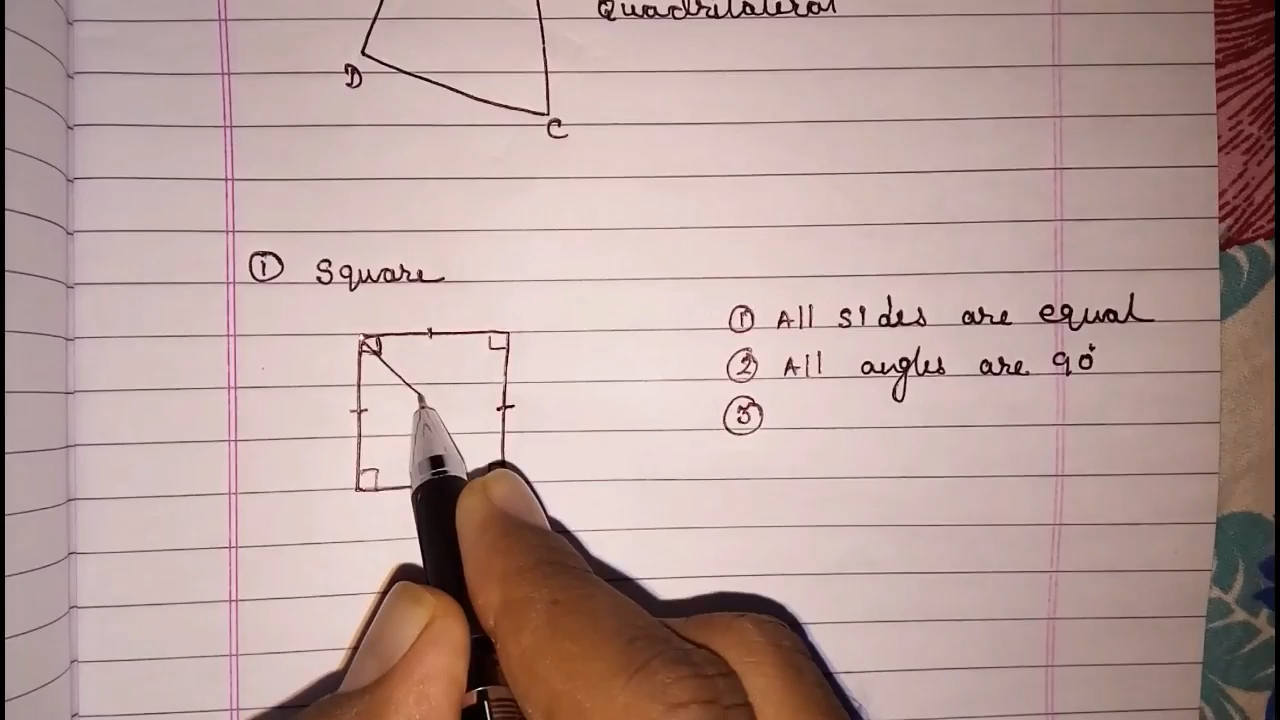 Quadrilateral
D
C
① Square
① All sides are equal
② All angles are 90°
③